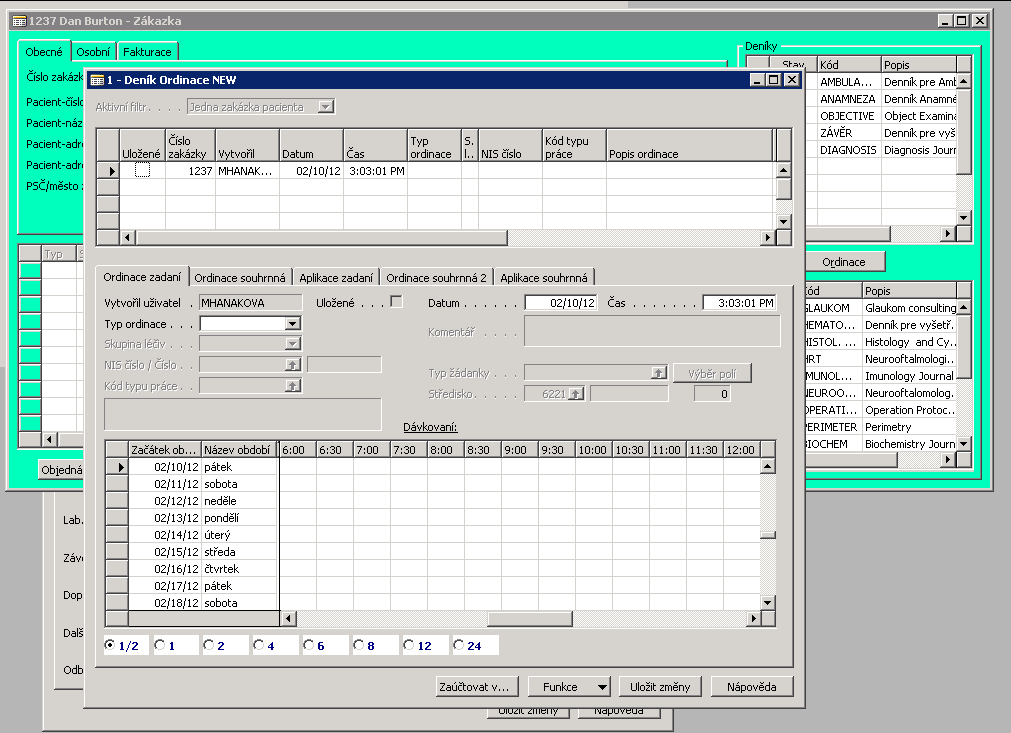 1237 Dan Burton - Zákazka
Obecné Osobní Fakturace
Číslo zakázk
Pacient-číslo
Pacient-náz
Pacient-adre
Pacient-adre
PSČ/město z
Typ
Objedná
Deníky
Stav Kód Popis
AMBULA... Denník pre Amb
ANAMNEZA Denník Anamné
OBJECTIVE Object Examina
ZÁVĚR Denník pre vyš
DIAGNOSIS Diagnosis Journ
Ordinace
ód Popis
GLAUKOM Glaukom consulting
HEMATO... Denník pre vyšetř.
HISTOL. ... Histology and Cy..
HRT Neurooftalmologi...
IMUNOL... Imunology Journal
NEUROO... Neurooftalomolog...
OPERATI... Operation Protoc...
PERIMETER Perimetry
BIOCHEM Biochemistry Journ
1 - Deník Ordinace NEW
Aktivní filtr . . . . Jedna zakázka pacienta
Uložené Číslo zakázky Vytvořil Datum Čas Typ ordinace S. l.. NIS číslo Kód typu práce Popis ordinace
1237 MHANAK... 02/10/12 3:03:01 PM
Ordinace zadaní Ordinace souhrnná Aplikace zadaní Ordinace souhrnná 2 Aplikace souhrnná
Vytvořil uživatel . MHANAKOVA Uložené . . . Datum . . . . . . 02/10/12 Čas . . . . . . . 3:03:01 PM
Typ ordinace . . .
Komentář . . . .
Skupina léčiv . . .
NIS číslo / Číslo . .
Typ žádanky . . . Výběr polí
Kód typu práce . .
Středisko. . . . . 6221 0
Dávkovaní:
Začátek ob... Název období 6:00 6:30 7:00 7:30 8:00 8:30 9:00 9:30 10:00 10:30 11:00 11:30 12:00
02/10/12 pátek
02/11/12 sobota
02/12/12 neděle
02/13/12 pondělí
02/14/12 úterý
02/15/12 středa
02/16/12 čtvrtek
02/17/12 pátek
02/18/12 sobota
1/2 1 2 4 6 8 12 24
Zaúčtovat v... Funkce Uložit změny Nápověda
Lab.
Závě
Dop
Dalš
Odb
Uložit změny Nápověda